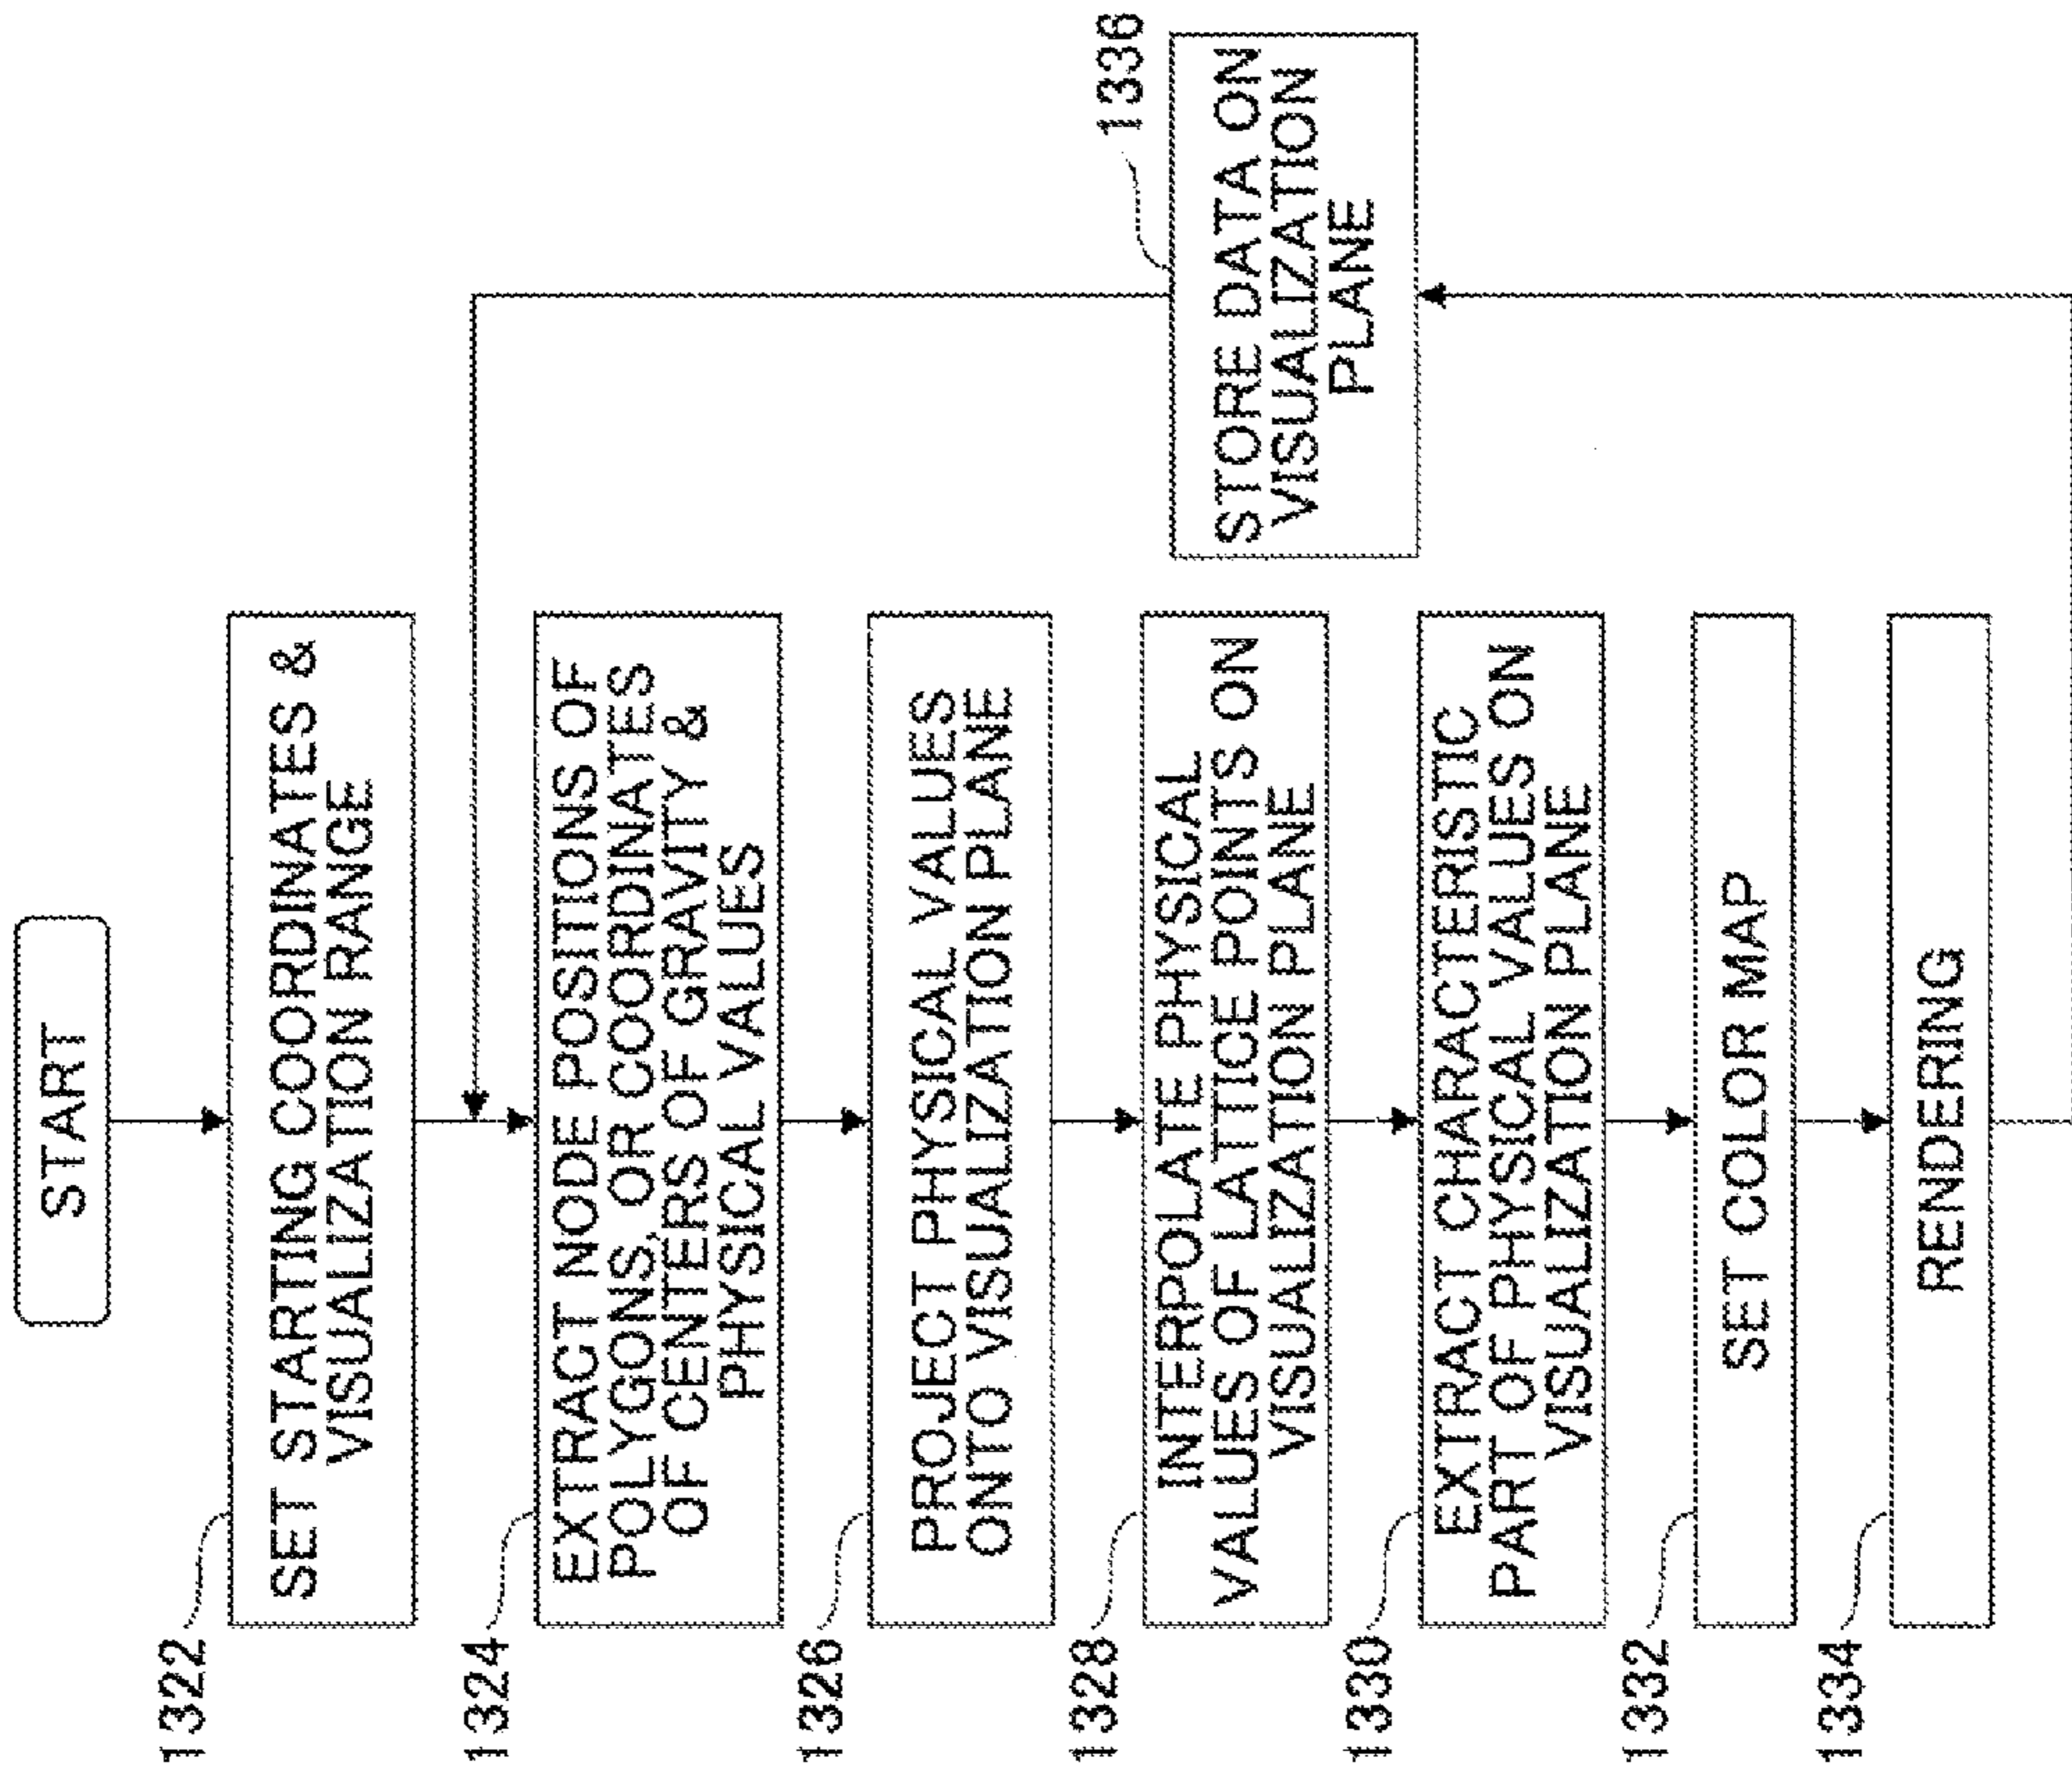 START
1322
SET STARTING COORDINATES &
VISUALIZATION RANGE
1324
EXTRACT NODE POSITIONS OF
POLYGONS, OR COORDINATES
OF CENTERS OF GRAVITY &
PHYSICAL VALUES
1326
PROJECT PHYSICAL VALUES
ONTO VISUALIZATION PLANE
1328
INTERPOLATE PHYSICAL
VALUES OF LATTICE POINTS ON
VISUALIZATION PLANE
1330
EXTRACT CHARACTERISTIC
PART OF PHYSICAL VALUES ON
VISUALIZATION PLANE
1332
SET COLOR MAP
1334
RENDERING
1336
STORE DATA ON
VISUALIZATION
PLANE